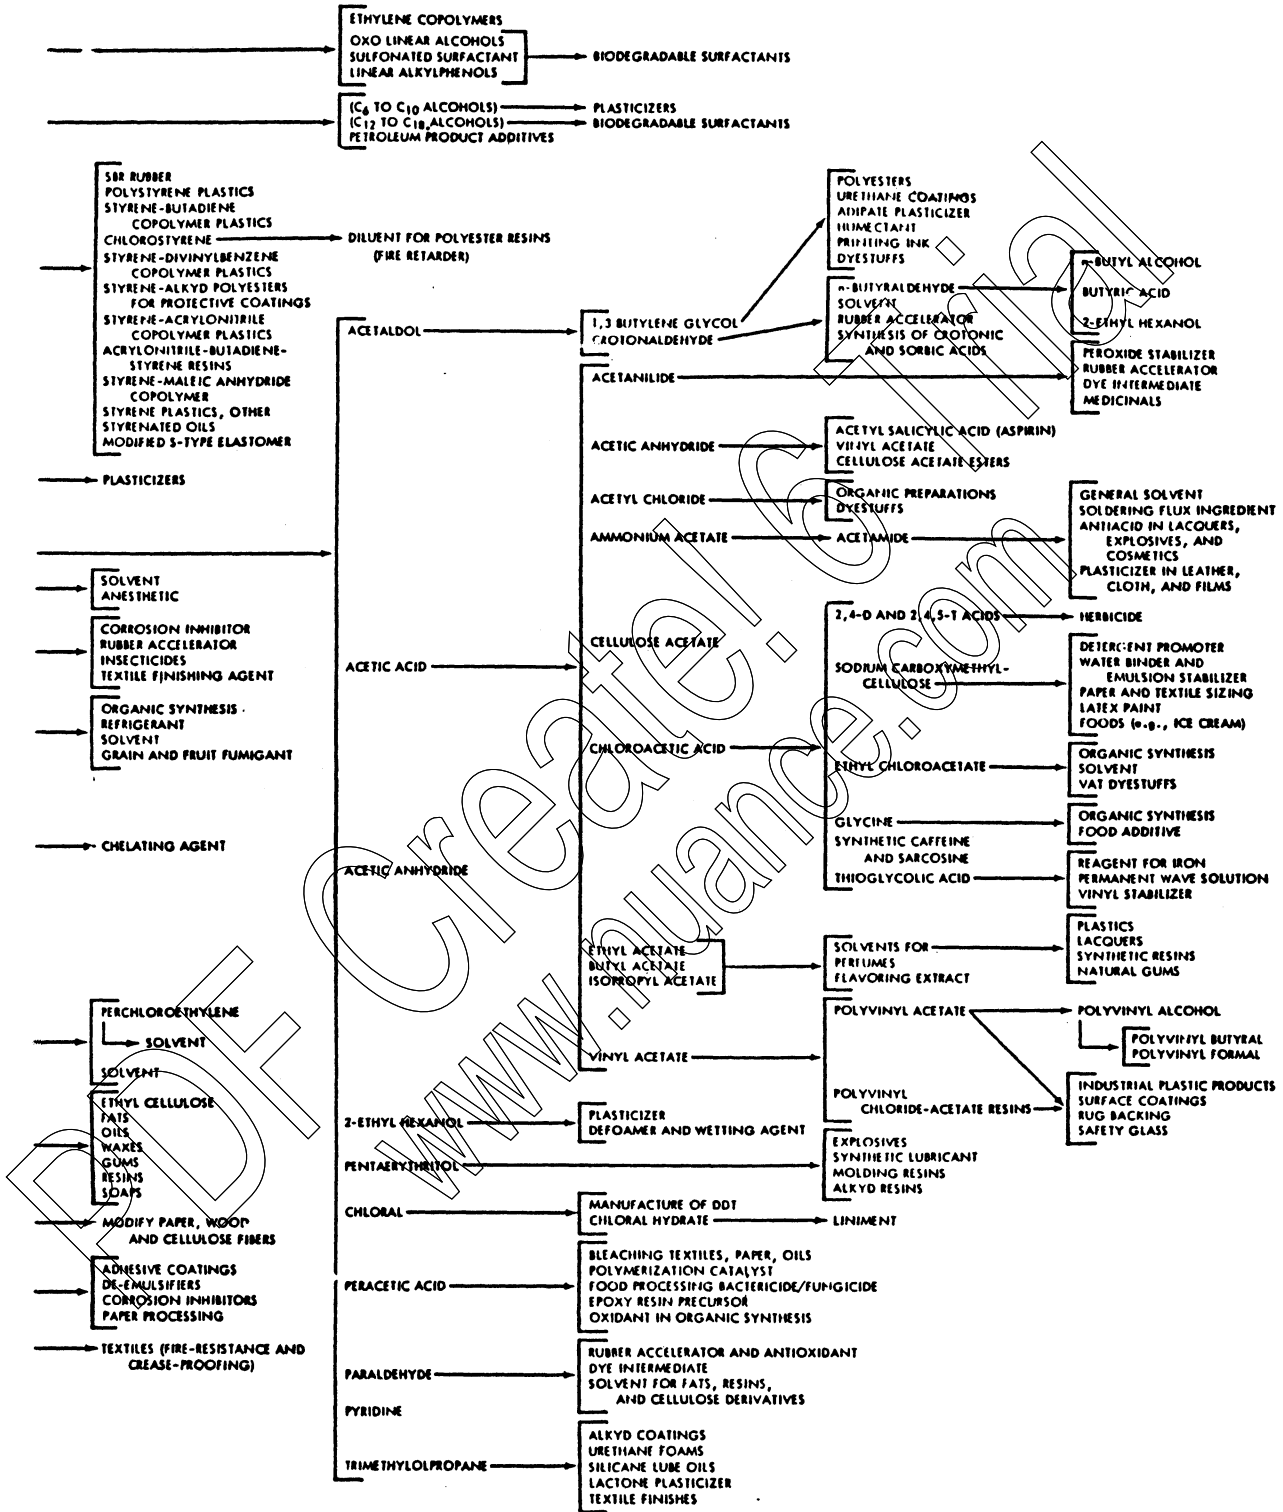 ETHYLENE COPOLYMERS
OXO LINEAR ALCOHOLS
SULFONATED SURFACTANT
LINEAR ALKYLPHENOLS
BIODEGRADABLE SURFACTANTS
(C6 TO C10 ALCOHOLS)
PLASTICIZERS
(C12 TO C18, ALCOHOLS)
BIODEGRADABLE SURFACTANTS
PETROLEUM PRODUCT ADDITIVES
SBR RUBBER
POLYSTYRENE PLASTICS
STYRENE-BUTADIENE
COPOLYMER PLASTICS
CHLOROSTYRENE
DILUENT FOR POLYESTER RESINS
(FIRE RETARDER)
STYRENE-DIVINYLBENZENE
COPOLYMER PLASTICS
STYRENE-ALKYD POLYESTERS
FOR PROTECTIVE COATINGS
STYRENE-ACRYLONITRILE
COPOLYMER PLASTICS
ACRYLONITRILE-BUTADIENE-
STYRENE RESINS
STYRENE-MALEIC ANHYDRIDE
COPOLYMER
STYRENE PLASTICS, OTHER
STYRENATED OILS
MODIFIED S-TYPE ELASTOMER
PLASTICIZERS
SOLVENT
ANESTHETIC
CORROSION INHIBITOR
RUBBER ACCELERATOR
INSECTICIDES
TEXTILE FINISHING AGENT
ORGANIC SYNTHESIS
REFRIGERANT
SOLVENT
GRAIN AND FRUIT FUMIGANT
CHELATING AGENT
PERCHLOROETHYLENE
SOLVENT
SOLVENT
ETHYL CELLULOSE
FATS
OILS
WAXES
GUMS
RESINS
SOAPS
MODIFY PAPER, WOOD
AND CELLULOSE FIBERS
ADHESIVE COATINGS
DE-EMULSIFIERS
CORROSION INHIBITORS
PAPER PROCESSING
TEXTILES (FIRE-RESISTANCE AND
CREASE-PROOFING)
ACETALDOL
1,3 BUTYLENE GLYCOL
CROTONALDEHYDE
POLYESTERS
URETHANE COATINGS
ADIPATE PLASTICIZER
HUMECTANT
PRINTING INK
DYESTUFFS
n-BUTYRALDEHYDE
SOLVENT
RUBBER ACCELERATOR
SYNTHESIS OF CROTONIC
AND SORBIC ACIDS
n-BUTYL ALCOHOL
BUTYRIC ACID
2-ETHYL HEXANOL
ACETIC ACID
ACETANILIDE
PEROXIDE STABILIZER
RUBBER ACCELERATOR
DYE INTERMEDIATE
MEDICINALS
ACETIC ANHYDRIDE
ACETYL SALICYLIC ACID (ASPIRIN)
VINYL ACETATE
CELLULOSE ACETATE ESTERS
ACETYL CHLORIDE
ORGANIC PREPARATIONS
DYESTUFFS
AMMONIUM ACETATE
ACETAMIDE
GENERAL SOLVENT
SOLDERING FLUX INGREDIENT
ANTIACID IN LACQUERS,
EXPLOSIVES, AND
COSMETICS
PLASTICIZER IN LEATHER,
CLOTH, AND FILMS
CELLULOSE ACETATE
CHLOROACETIC ACID
2,4-D AND 2,4,5-T ACIDS
HERBICIDE
SODIUM CARBOXYMETHYL-
CELLULOSE
DETERGENT PROMOTER
WATER BINDER AND
EMULSION STABILIZER
PAPER AND TEXTILE SIZING
LATEX PAINT
FOODS (e.g., ICE CREAM)
ETHYL CHLOROACETATE
ORGANIC SYNTHESIS
SOLVENT
VAT DYESTUFFS
GLYCINE
ORGANIC SYNTHESIS
FOOD ADDITIVE
SYNTHETIC CAFFEINE
AND SARCOSINE
THIOGLYCOLIC ACID
REAGENT FOR IRON
PERMANENT WAVE SOLUTION
VINYL STABILIZER
ACETIC ANHYDRIDE
ETHYL ACETATE
BUTYL ACETATE
ISOPROPYL ACETATE
SOLVENTS FOR
PERFUMES
FLAVORING EXTRACT
PLASTICS
LACQUERS
SYNTHETIC RESINS
NATURAL GUMS
VINYL ACETATE
POLYVINYL ACETATE
POLYVINYL ALCOHOL
POLYVINYL BUTYRAL
POLYVINYL FORMAL
POLYVINYL
CHLORIDE-ACETATE RESINS
INDUSTRIAL PLASTIC PRODUCTS
SURFACE COATINGS
RUG BACKING
SAFETY GLASS
2-ETHYL HEXANOL
PLASTICIZER
DEFOAMER AND WETTING AGENT
PENTAERYTHRITOL
EXPLOSIVES
SYNTHETIC LUBRICANT
MOLDING RESINS
ALKYD RESINS
CHLORAL
MANUFACTURE OF DDT
CHLORAL HYDRATE
LINIMENT
PERACETIC ACID
BLEACHING TEXTILES, PAPER, OILS
POLYMERIZATION CATALYST
FOOD PROCESSING BACTERICIDE/FUNGICIDE
EPOXY RESIN PRECURSOR
OXIDANT IN ORGANIC SYNTHESIS
PARALDEHYDE
RUBBER ACCELERATOR AND ANTIOXIDANT
DYE INTERMEDIATE
SOLVENT FOR FATS, RESINS,
AND CELLULOSE DERIVATIVES
PYRIDINE
TRIMETHYLOLPROPANE
ALKYD COATINGS
URETHANE FOAMS
SILICANE LUBE OILS
LACTONE PLASTICIZER
TEXTILE FINISHES
PDF Create! 6 Trial
www.nuance.com